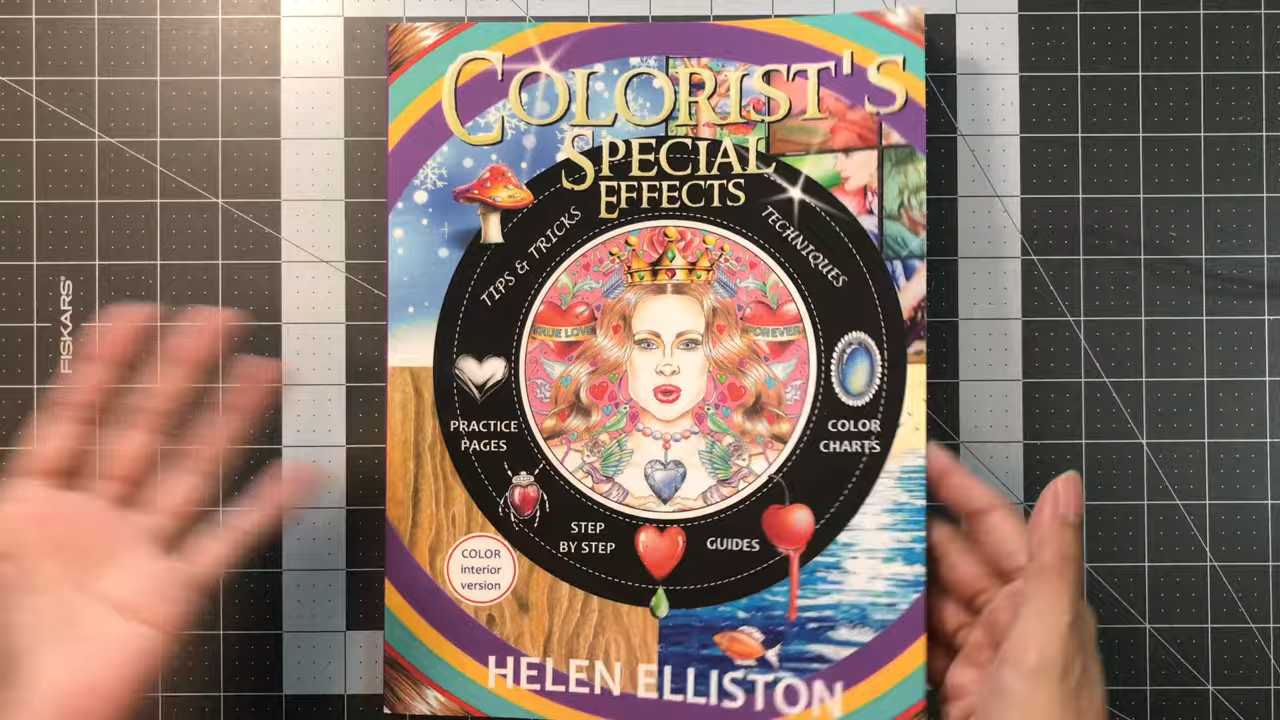 COLORIST'S
SPECIAL
EFFECTS
TIPS & TRICKS
TECHNIQUES
TRUE LOVE
FOREVER
PRACTICE
PAGES
COLOR
CHARTS
STEP
BY STEP
GUIDES
COLOR
interior
version
HELEN ELLISTON
FISKARS®